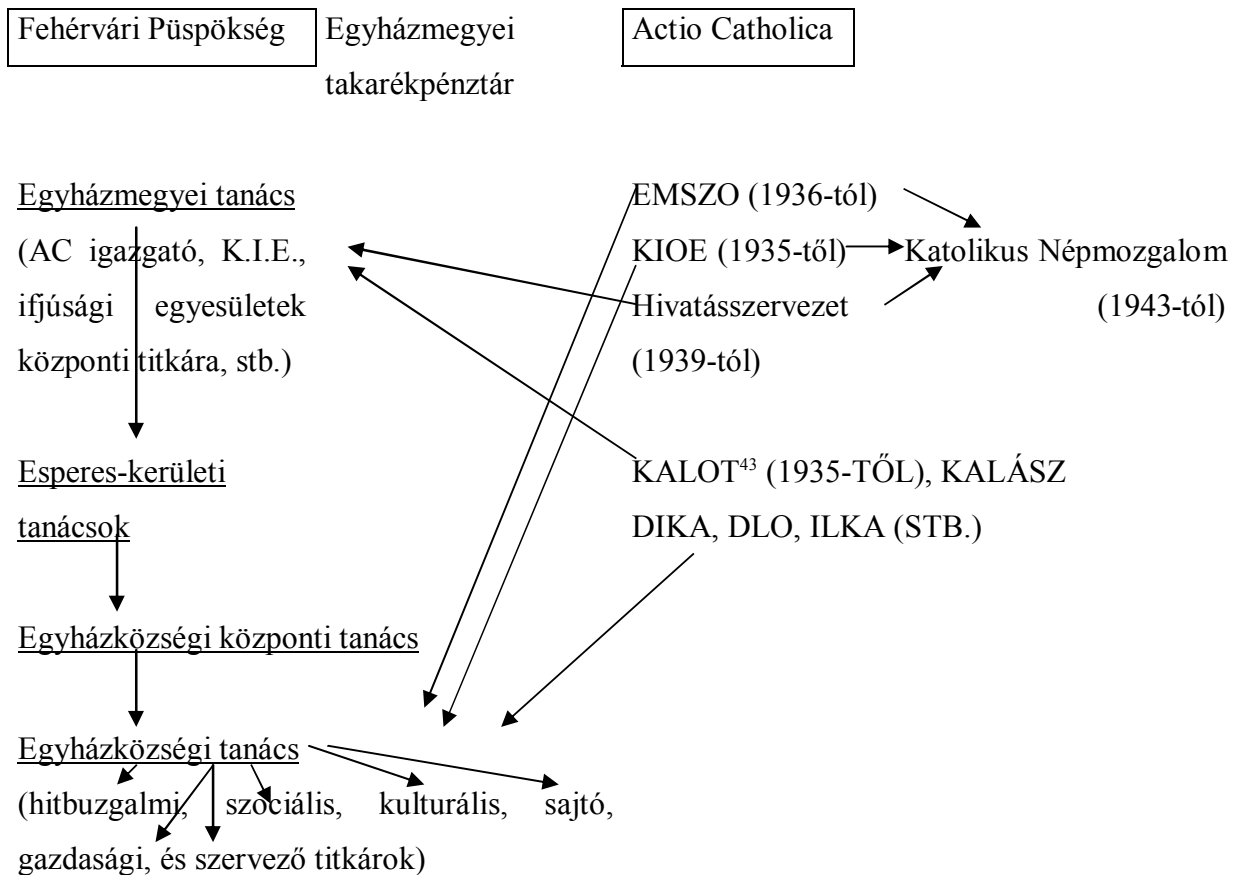 Fehérvári Püspökség
Egyházmegyei
takarékpénztár
Actio Catholica
Egyházmegyei tanács
(AC igazgató, K.I.E.,
ifjúsági egyesületek
központi titkára, stb.)
EMSZO (1936-tól)
KIOE (1935-től)
Hivatásszervezet
(1939-tól)
Katolikus Népmozgalom
(1943-tól)
Esperes-kerületi
tanácsok
KALOT43 (1935-TŐL), KALÁSZ
DIKA, DLO, ILKA (STB.)
Egyházközségi központi tanács
Egyházközségi tanács
(hitbuzgalmi, szociális, kulturális, sajtó,
gazdasági, és szervező titkárok)